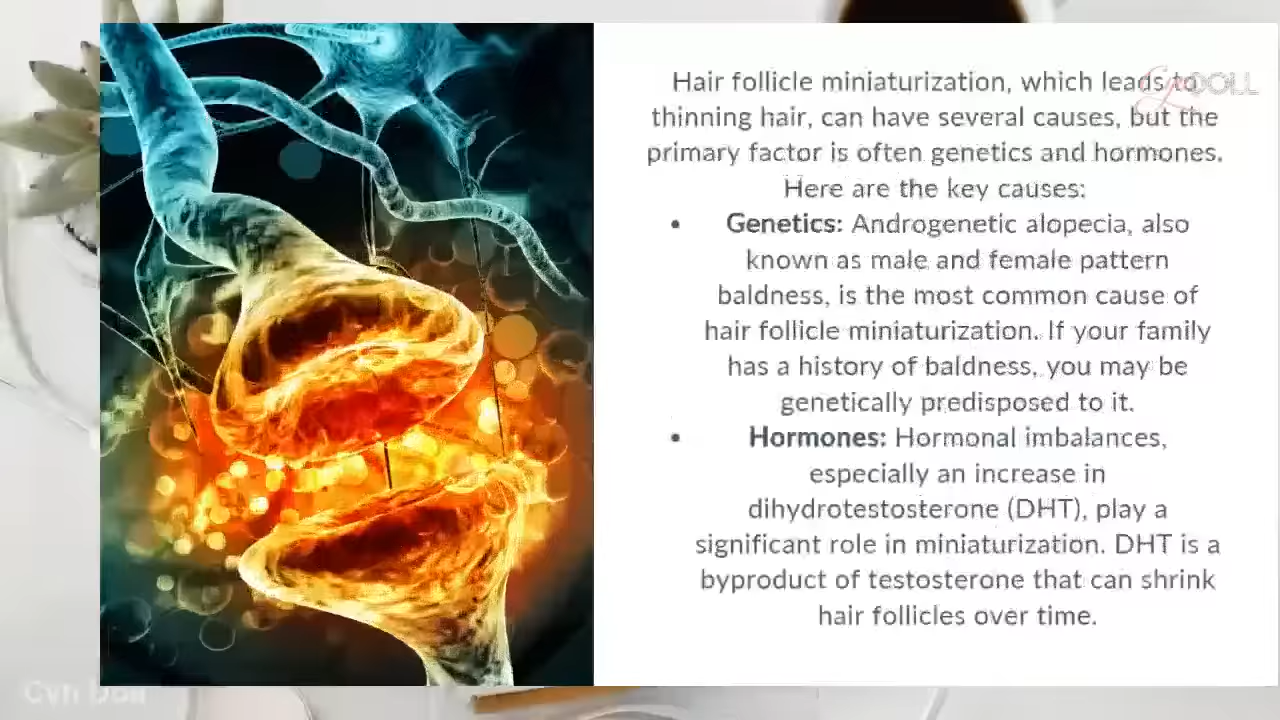 Hair follicle miniaturization, which leads to
thinning hair, can have several causes, but the
primary factor is often genetics and hormones.
Here are the key causes:
• Genetics: Androgenetic alopecia, also
known as male and female pattern
baldness, is the most common cause of
hair follicle miniaturization. If your family
has a history of baldness, you may be
genetically predisposed to it.
• Hormones: Hormonal imbalances,
especially an increase in
dihydrotestosterone (DHT), play a
significant role in miniaturization. DHT is a
byproduct of testosterone that can shrink
hair follicles over time.
DOLL